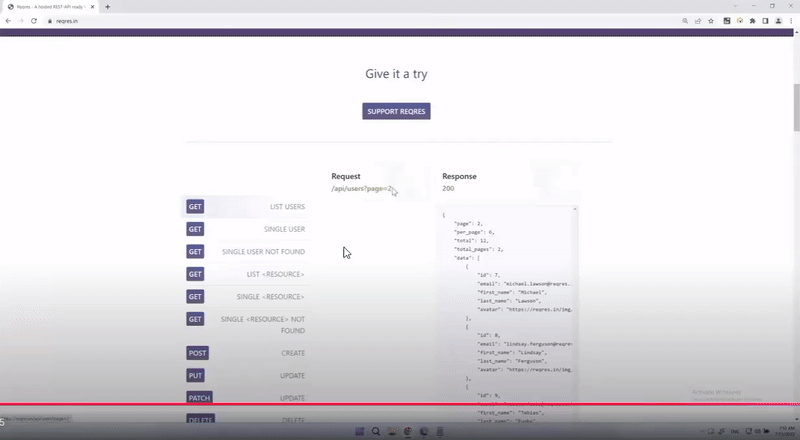 Reqres - A hosted REST-API ready
reqres.in
Give it a try
SUPPORT REQRES
Request
/api/users?page=2
Response
200
GET LIST USERS
GET SINGLE USER
GET SINGLE USER NOT FOUND
GET LIST <RESOURCE>
GET SINGLE <RESOURCE>
GET SINGLE <RESOURCE> NOT
FOUND
POST CREATE
PUT UPDATE
PATCH UPDATE
DELETE DELETE
{
"page": 2,
"per_page": 6,
"total": 12,
"total_pages": 2,
"data": [
{
"id": 7,
"email": "michael.lawson@reqres
"first_name": "Michael",
"last_name": "Lawson",
"avatar": "https://reqres.in/img
},
{
"id": 8,
"email": "lindsay.ferguson@reqres
"first_name": "Lindsay",
"last_name": "Ferguson",
"avatar": "https://reqres.in/img
},
{
"id": 9,
"first_name": "Tobias",
"last_name": "Funke",
Activate Windows